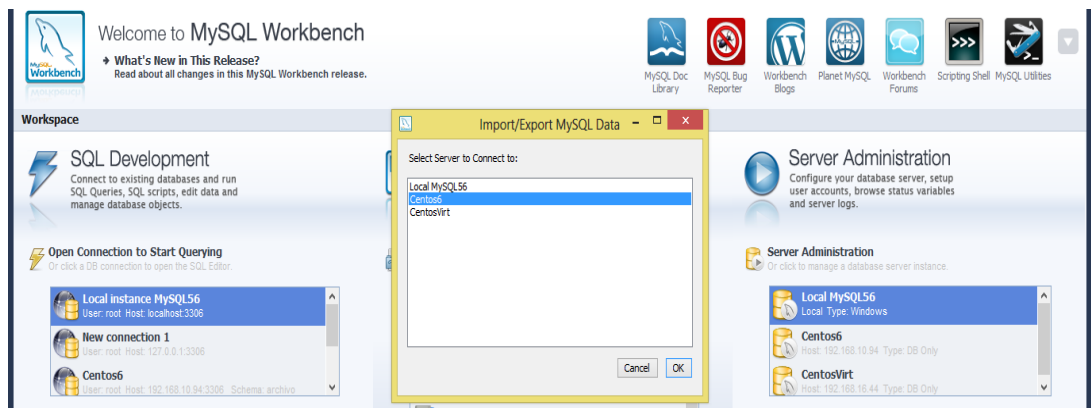 MySQL
Workbench
Welcome to MySQL Workbench
What's New in This Release?
Read about all changes in this MySQL Workbench release.
MySQL Doc
Library
MySQL Bug
Reporter
Workbench
Blogs
MySQL
Planet MySQL
Workbench
Forums
>>>
Scripting Shell
MySQL Utilities
Workspace
SQL Development
Connect to existing databases and run
SQL Queries, SQL scripts, edit data and
manage database objects.
Open Connection to Start Querying
Or click a DB connection to open the SQL Editor.
Local instance MySQL56
User: root Host: localhost:3306
New connection 1
User: root Host: 127.0.0.1:3306
Centos6
User: root Host: 192.168.10.94:3306 Schema: archivo
Import/Export MySQL Data
Select Server to Connect to:
Local MySQL56
Centos6
CentosVirt
Cancel
OK
Server Administration
Configure your database server, setup
user accounts, browse status variables
and server logs.
Server Administration
Or click to manage a database server instance.
Local MySQL56
Local Type: Windows
Centos6
Host: 192.168.10.94 Type: DB Only
CentosVirt
Host: 192.168.16.44 Type: DB Only